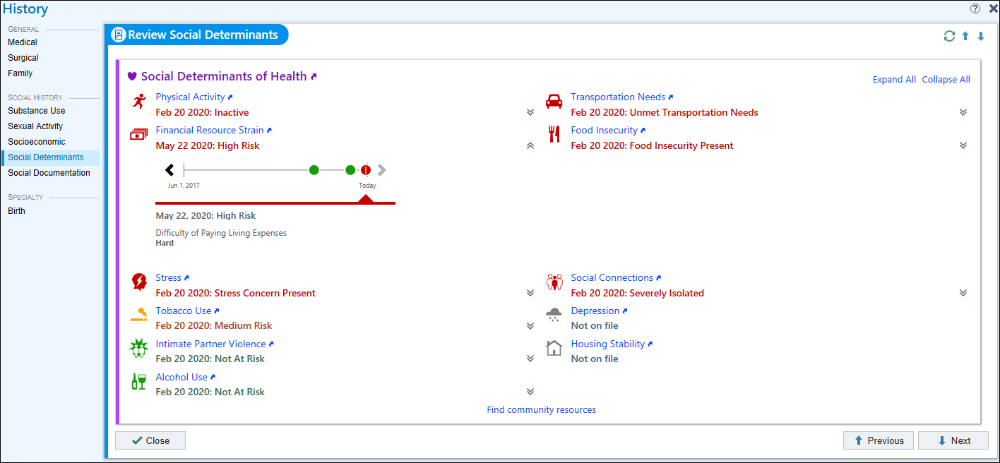 History
GENERAL
Medical
Surgical
Family
SOCIAL HISTORY
Substance Use
Sexual Activity
Socioeconomic
Social Determinants
Social Documentation
SPECIALTY
Birth
Review Social Determinants
Social Determinants of Health
Expand All Collapse All
Physical Activity
Feb 20 2020: Inactive
Transportation Needs
Feb 20 2020: Unmet Transportation Needs
Financial Resource Strain
May 22 2020: High Risk
Food Insecurity
Feb 20 2020: Food Insecurity Present
Jun 1, 2017 Today
May 22, 2020: High Risk
Difficulty of Paying Living Expenses
Hard
Stress
Feb 20 2020: Stress Concern Present
Social Connections
Feb 20 2020: Severely Isolated
Tobacco Use
Feb 20 2020: Medium Risk
Depression
Not on file
Intimate Partner Violence
Feb 20 2020: Not At Risk
Housing Stability
Not on file
Alcohol Use
Feb 20 2020: Not At Risk
Find community resources
Close
Previous
Next